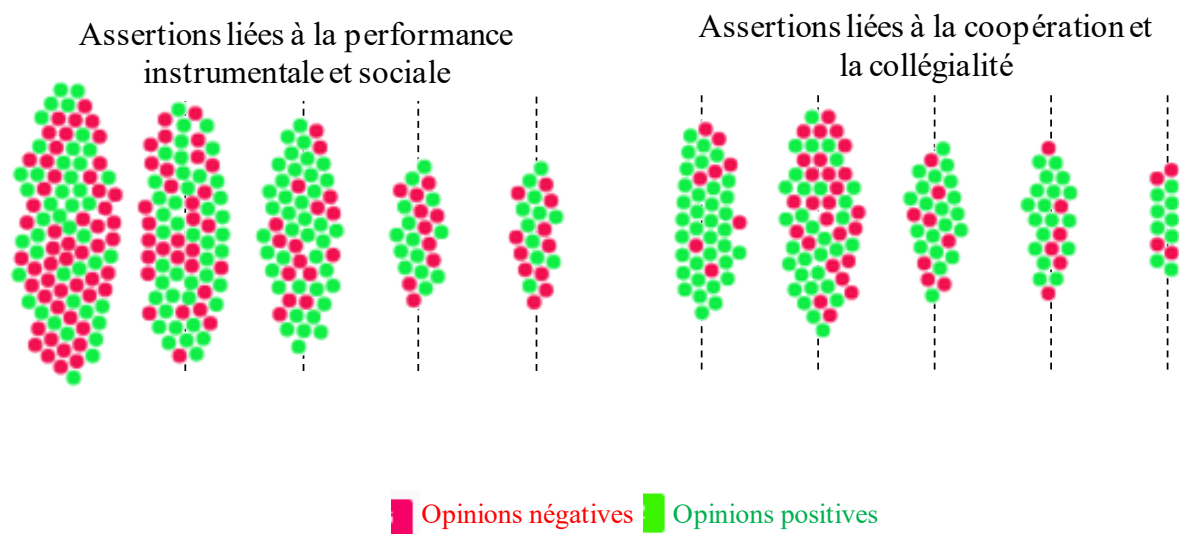 Assertions liées à la performance
instrumentale et sociale
Assertions liées à la coopération et
la collégialité
Opinions négatives
Opinions positives